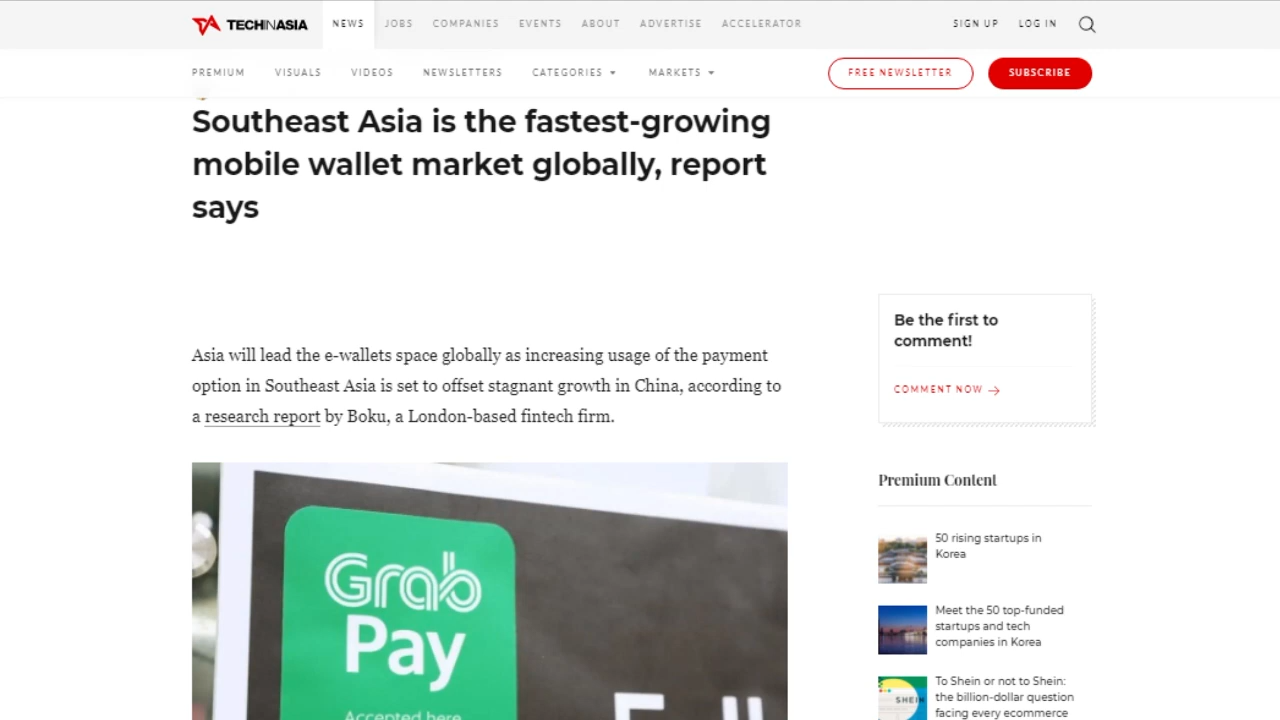 TECHINASIA
NEWS
JOBS
COMPANIES
EVENTS
ABOUT
ADVERTISE
ACCELERATOR
SIGN UP
LOG IN
PREMIUM
VISUALS
VIDEOS
NEWSLETTERS
CATEGORIES
MARKETS
FREE NEWSLETTER
SUBSCRIBE
Southeast Asia is the fastest-growing
mobile wallet market globally, report
says
Asia will lead the e-wallets space globally as increasing usage of the payment
option in Southeast Asia is set to offset stagnant growth in China, according to
a research report by Boku, a London-based fintech firm.
Grab
Pay
Accepted here
Be the first to
comment!
COMMENT NOW
Premium Content
50 rising startups in
Korea
Meet the 50 top-funded
startups and tech
companies in Korea
SHEIN
To Shein or not to Shein:
the billion-dollar question
facing every ecommerce